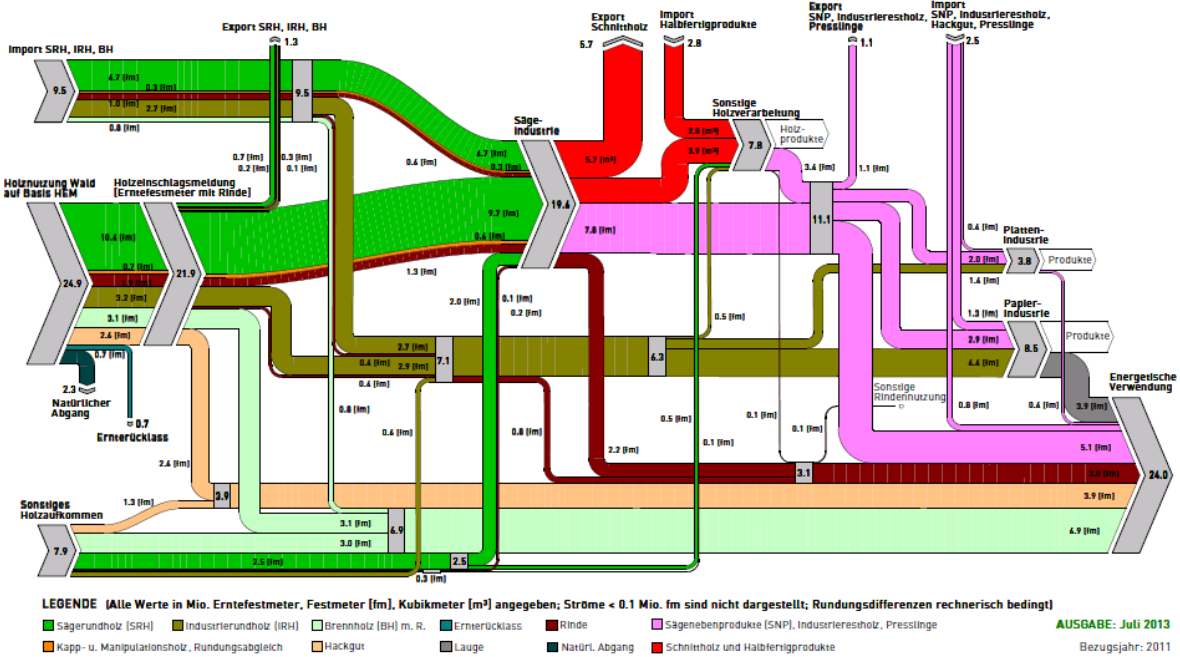 Import SRH, IRH, BH
9.5
6.7 [fm]
0.3 [fm]
1.0 [fm]
2.7 [fm]
0.8 [fm]
Export SRH, IRH, BH
1.3
9.5
0.7 [fm]
0.2 [fm]
0.3 [fm]
0.1 [fm]
0.6 [fm]
Säge-
industrie
6.7 [fm]
0.3 [fm]
9.7 [fm]
0.6 [fm]
1.3 [fm]
19.6
Export
Schnittholz
5.7
5.7 [m³]
Import
Halbfertigprodukte
2.8
2.8 [m³]
3.9 [m³]
7.8 [fm]
Sonstige
Holzverarbeitung
7.8
Holz-
produkte
3.4 [fm]
11.1
Export
SNP, Industrierestholz,
Presslinge
1.1
1.1 [fm]
Import
SNP, Industrierestholz,
Hackgut, Presslinge
2.5
0.4 [fm]
Platten-
industrie
2.0 [fm]
3.8
Produkte
1.4 [fm]
1.3 [fm]
Papier-
industrie
2.9 [fm]
8.5
Produkte
4.4 [fm]
Holznutzung Wald
auf Basis HEM
24.9
10.4 [fm]
0.7 [fm]
3.2 [fm]
3.1 [fm]
2.6 [fm]
0.7 [fm]
Holzeinschlagsmeldung
[Erntefestmeter mit Rinde]
21.9
2.3
Natürlicher
Abgang
0.7
Ernterücklass
2.0 [fm]
0.1 [fm]
0.2 [fm]
2.7 [fm]
0.4 [fm]
2.9 [fm]
0.4 [fm]
7.1
6.3
0.5 [fm]
0.8 [fm]
0.6 [fm]
0.8 [fm]
2.2 [fm]
0.5 [fm]
0.1 [fm]
0.1 [fm]
0.1 [fm]
Sonstige
Rindennutzung
0.8 [fm]
0.4 [fm]
3.9 [fm]
Energetische
Verwendung
5.1 [fm]
3.1
3.0 [fm]
24.0
3.9 [fm]
6.9 [fm]
2.6 [fm]
1.3 [fm]
3.9
Sonstiges
Holzaufkommen
7.9
3.1 [fm]
3.0 [fm]
6.9
2.5 [fm]
2.5
0.3 [fm]
LEGENDE [Alle Werte in Mio. Erntefestmeter, Festmeter [fm], Kubikmeter [m³] angegeben; Ströme < 0.1 Mio. fm sind nicht dargestellt; Rundungsdifferenzen rechnerisch bedingt]
Sägerundholz (SRH) Industrierundholz (IRH) Brennholz (BH) m. R. Ernterücklass Rinde Sägenebenprodukte (SNP), Industrierestholz, Presslinge
Kapp- u. Manipulationsholz, Rundungsabgleich Hackgut Lauge Natürl. Abgang Schnittholz und Halbfertigprodukte
AUSGABE: Juli 2013
Bezugsjahr: 2011